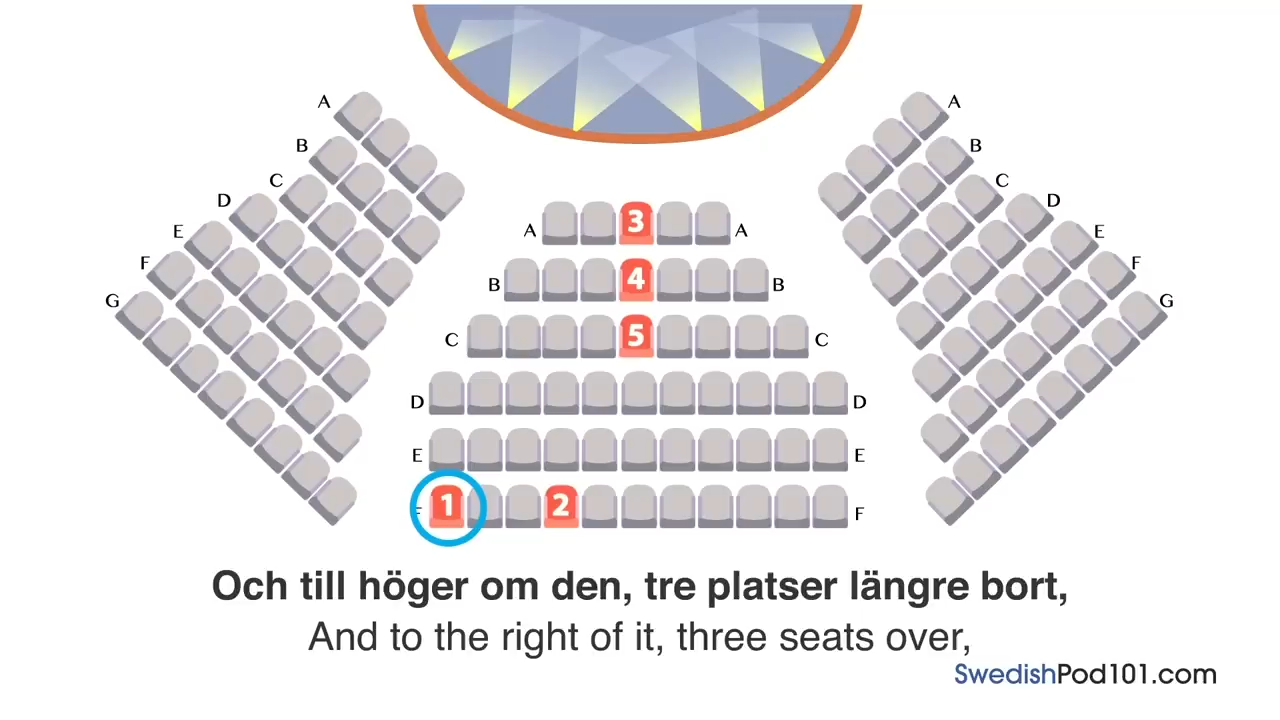 A
A
B
B
C
C
D
D
E
E
F
F
G
G
A 3 A
B 4 B
C 5 C
D D
E E
F 1 2 F
Och till höger om den, tre platser längre bort,
And to the right of it, three seats over,
SwedishPod101.com